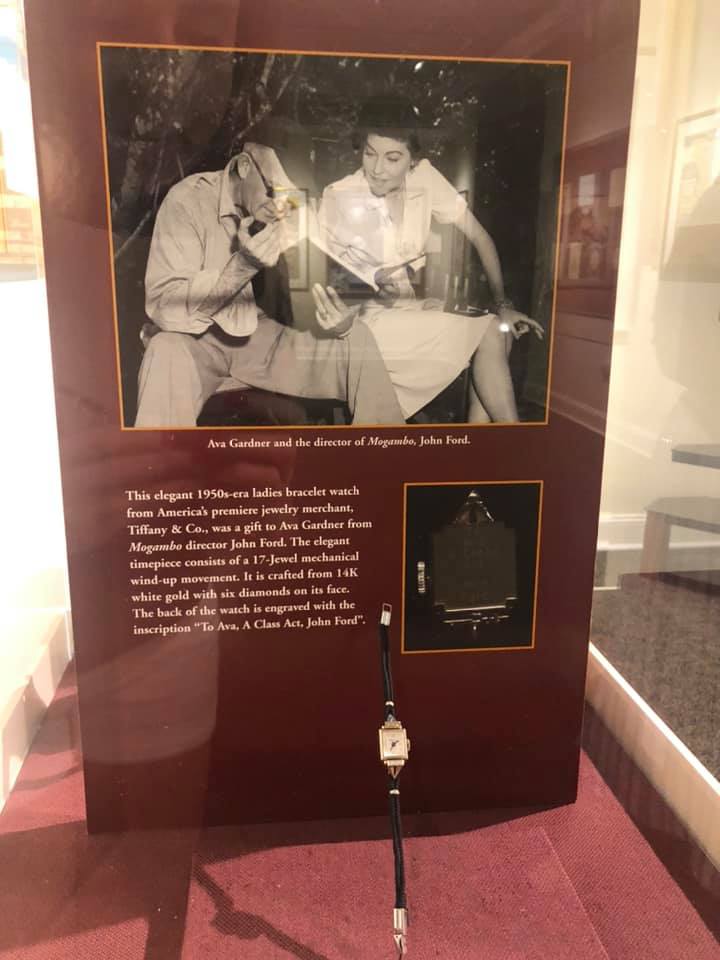 Ava Gardner and the director of Mogambo, John Ford.
This elegant 1950s-era ladies bracelet watch
from America's premiere jewelry merchant,
Tiffany & Co., was a gift to Ava Gardner from
Mogambo director John Ford. The elegant
timepiece consists of a 17-Jewel mechanical
wind-up movement. It is crafted from 14K
white gold with six diamonds on its face.
The back of the watch is engraved with the
inscription "To Ava, A Class Act, John Ford".